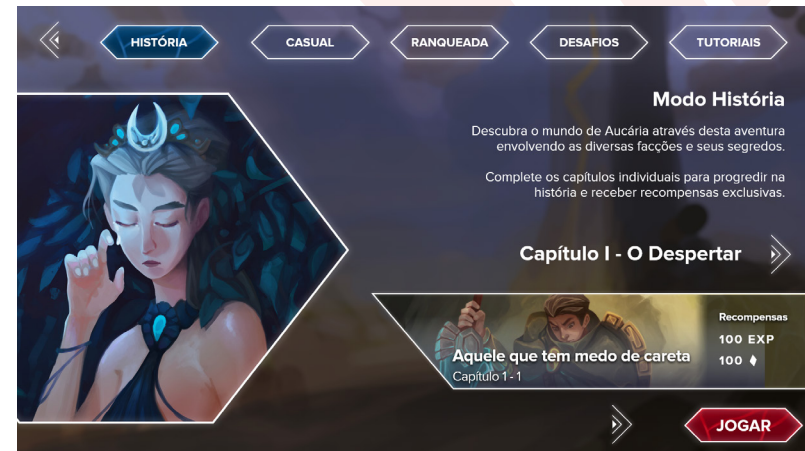 HISTÓRIA
CASUAL
RANQUEADA
DESAFIOS
TUTORIAIS
Modo História
Descubra o mundo de Aucária através desta aventura
envolvendo as diversas facções e seus segredos.
Complete os capítulos individuais para progredir na
história e receber recompensas exclusivas.
Capítulo I - O Despertar
Recompensas
100 EXP
100
Aquele que tem medo de careta
Capítulo 1 - 1
JOGAR